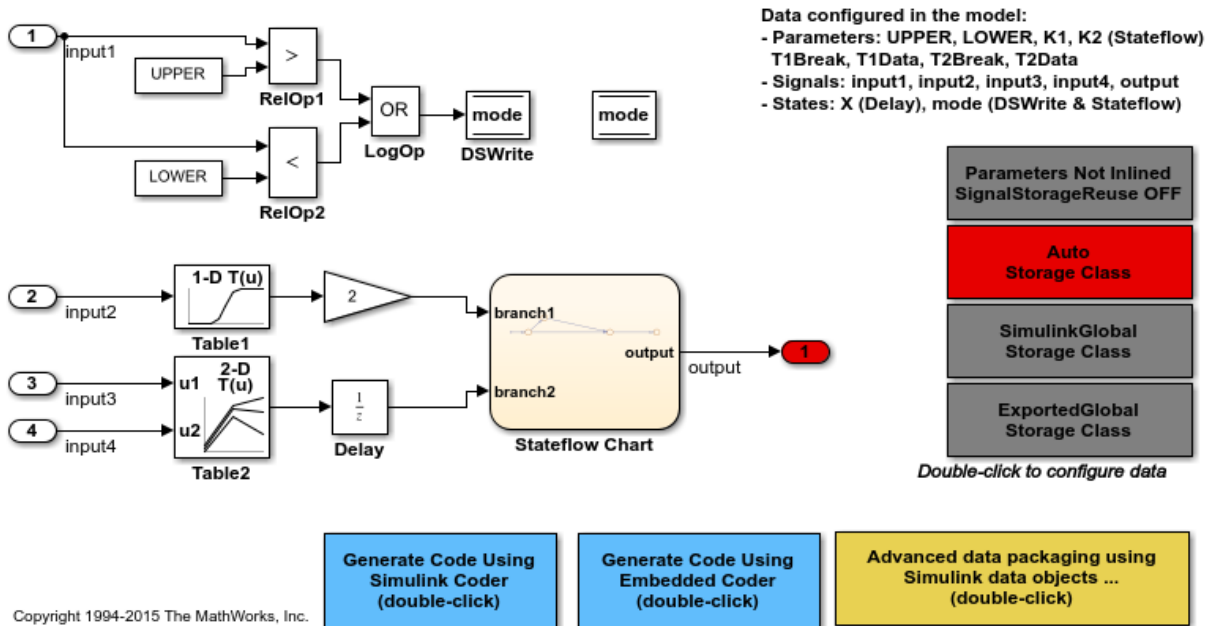 Data configured in the model:
- Parameters: UPPER, LOWER, K1, K2 (Stateflow)
T1Break, T1Data, T2Break, T2Data
- Signals: input1, input2, input3, input4, output
- States: X (Delay), mode (DSWrite & Stateflow)
1
input1
UPPER
>
RelOp1
OR
LogOp
mode
DSWrite
mode
LOWER
<
RelOp2
Parameters Not Inlined
SignalStorageReuse OFF
Auto
Storage Class
SimulinkGlobal
Storage Class
ExportedGlobal
Storage Class
Double-click to configure data
2
input2
1-D T(u)
Table1
2
3
input3
4
input4
u1
2-D
T(u)
u2
Table2
1
z
Delay
branch1
output
branch2
Stateflow Chart
output
1
Generate Code Using
Simulink Coder
(double-click)
Generate Code Using
Embedded Coder
(double-click)
Advanced data packaging using
Simulink data objects ...
(double-click)
Copyright 1994-2015 The MathWorks, Inc.